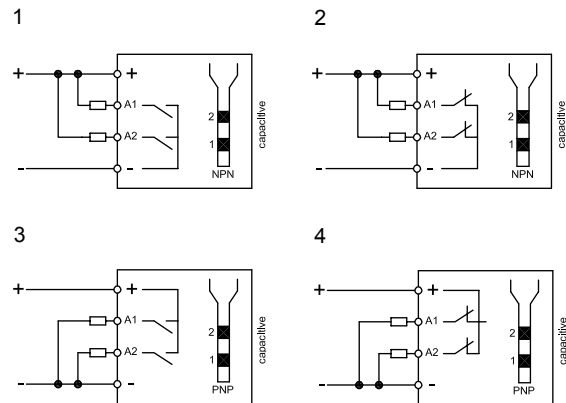 1
+
+
A1
A2
-
-
2
1
NPN
capacitive
2
+
+
A1
A2
-
-
2
1
NPN
capacitive
3
+
+
A1
A2
-
-
2
1
PNP
capacitive
4
+
+
A1
A2
-
-
2
1
PNP
capacitive